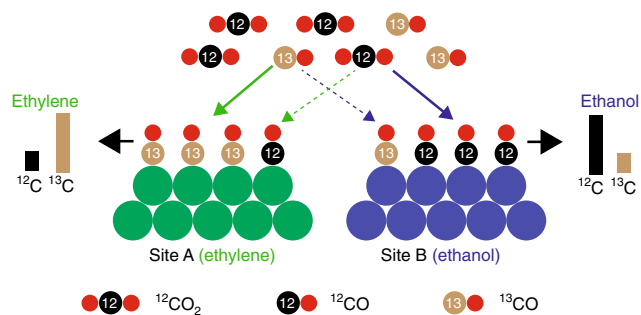 12 12 13
12 13 12 13
Ethylene
Ethanol
13 13 13 12
13 12 12 12
¹²C ¹³C
¹²C ¹³C
Site A (ethylene)
Site B (ethanol)
12 ¹²CO₂
12 ¹²CO
13 ¹³CO